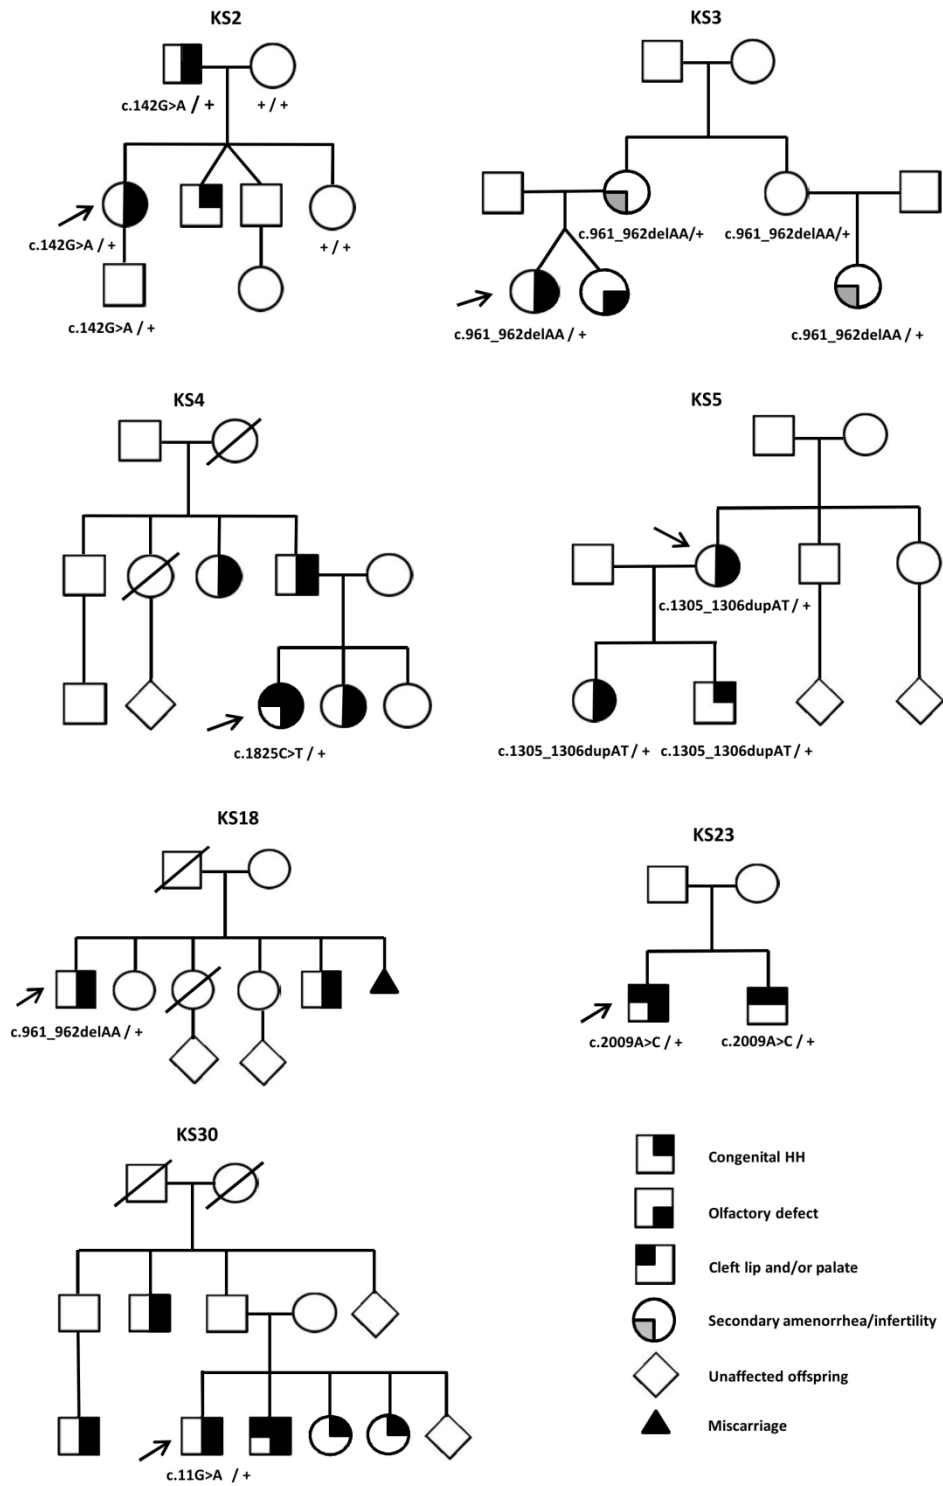 KS2
KS3
c.142G>A / +
+ / +
c.142G>A / +
+ / +
c.142G>A / +
c.961_962delAA/+
c.961_962delAA/+
c.961_962delAA / +
c.961_962delAA / +
KS4
KS5
c.1305_1306dupAT / +
c.1825C>T / +
c.1305_1306dupAT / +
c.1305_1306dupAT / +
KS18
KS23
c.961_962delAA / +
c.2009A>C / +
c.2009A>C / +
KS30
c.11G>A / +
Congenital HH
Olfactory defect
Cleft lip and/or palate
Secondary amenorrhea/infertility
Unaffected offspring
Miscarriage